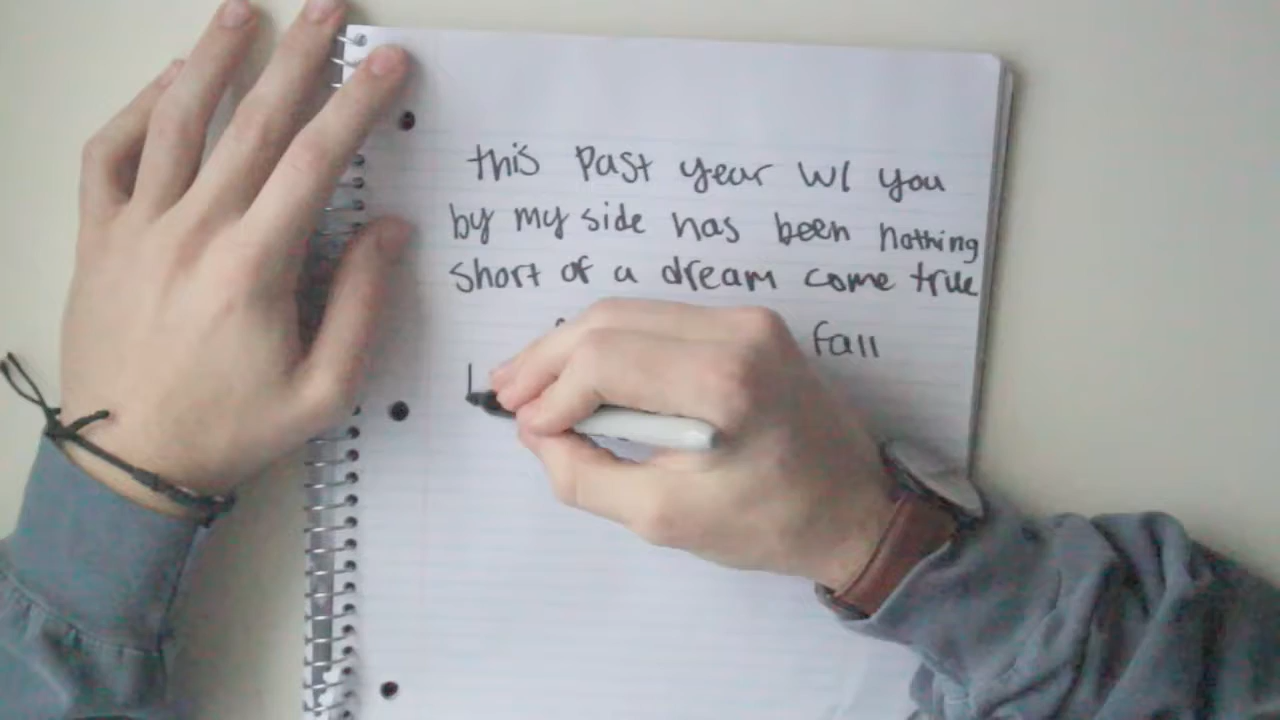 this past year w/ you
by my side has been nothing
short of a dream come true
fall